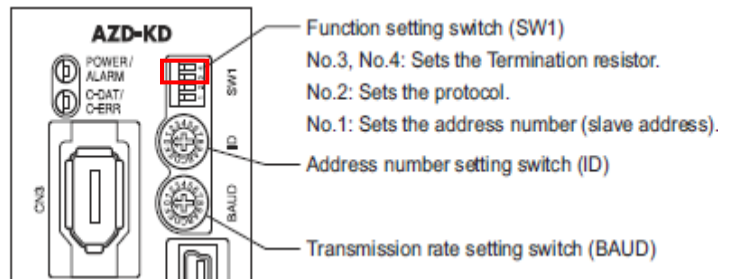 AZD-KD
POWER/
ALARM
C-DAT/
C-ERR
SW1
ID
BAUD
CN3
Function setting switch (SW1)
No.3, No.4: Sets the Termination resistor.
No.2: Sets the protocol.
No.1: Sets the address number (slave address).
Address number setting switch (ID)
Transmission rate setting switch (BAUD)